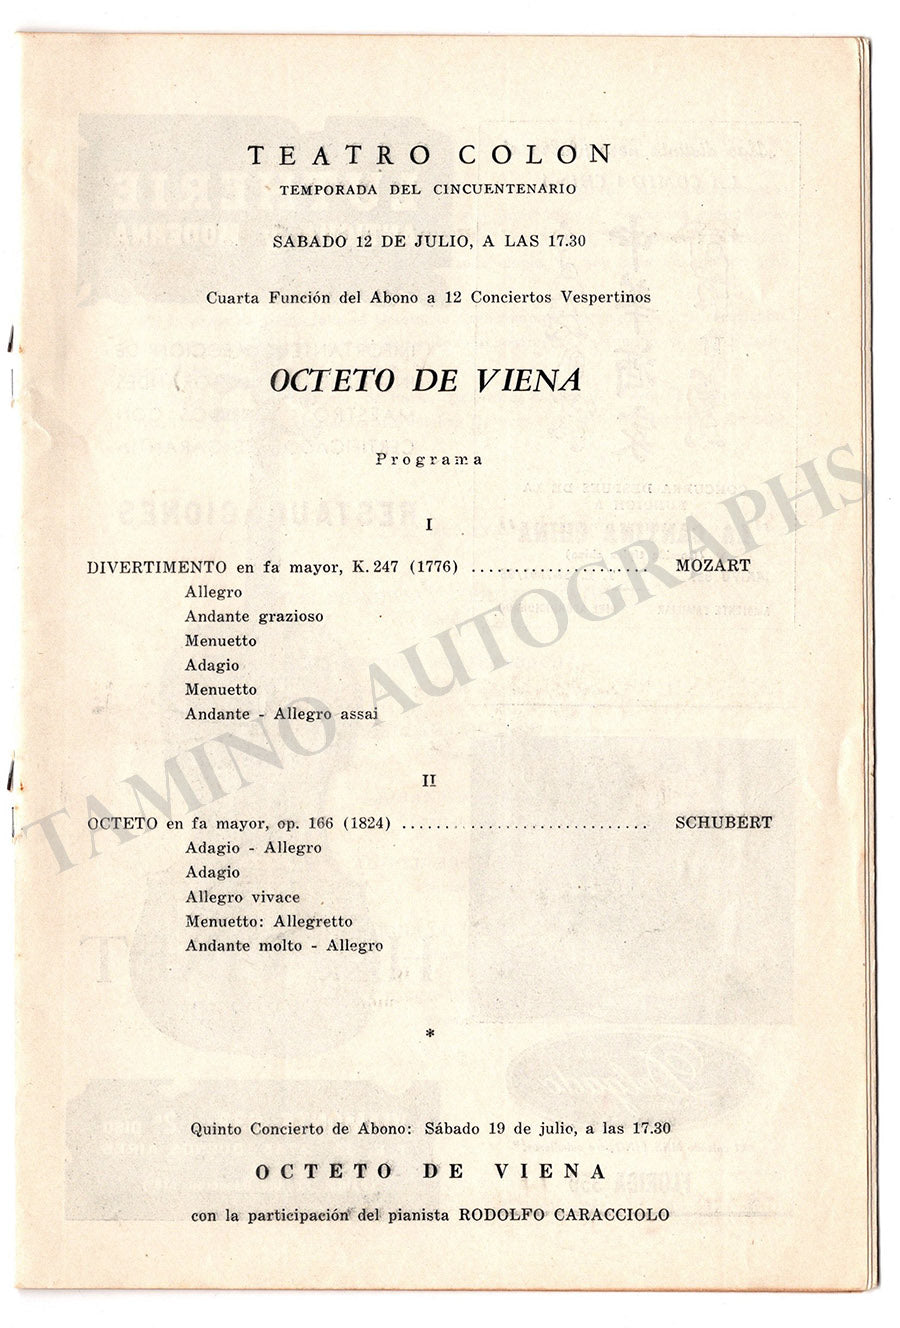 TEATRO COLON
TEMPORADA DEL CINCUENTENARIO
SABADO 12 DE JULIO, A LAS 17.30
Cuarta Función del Abono a 12 Conciertos Vespertinos
OCTETO DE VIENA
Programa
I
DIVERTIMENTO en fa mayor, K. 247 (1776) ..................... MOZART
Allegro
Andante grazioso
Menuetto
Adagio
Menuetto
Andante - Allegro assai
TAMINO AUTOGRAPHS
II
OCTETO en fa mayor, op. 166 (1824) ............................. SCHUBERT
Adagio - Allegro
Adagio
Allegro vivace
Menuetto: Allegretto
Andante molto - Allegro
*
Quinto Concierto de Abono: Sábado 19 de julio, a las 17.30
OCTETO DE VIENA
con la participación del pianista RODOLFO CARACCIOLO